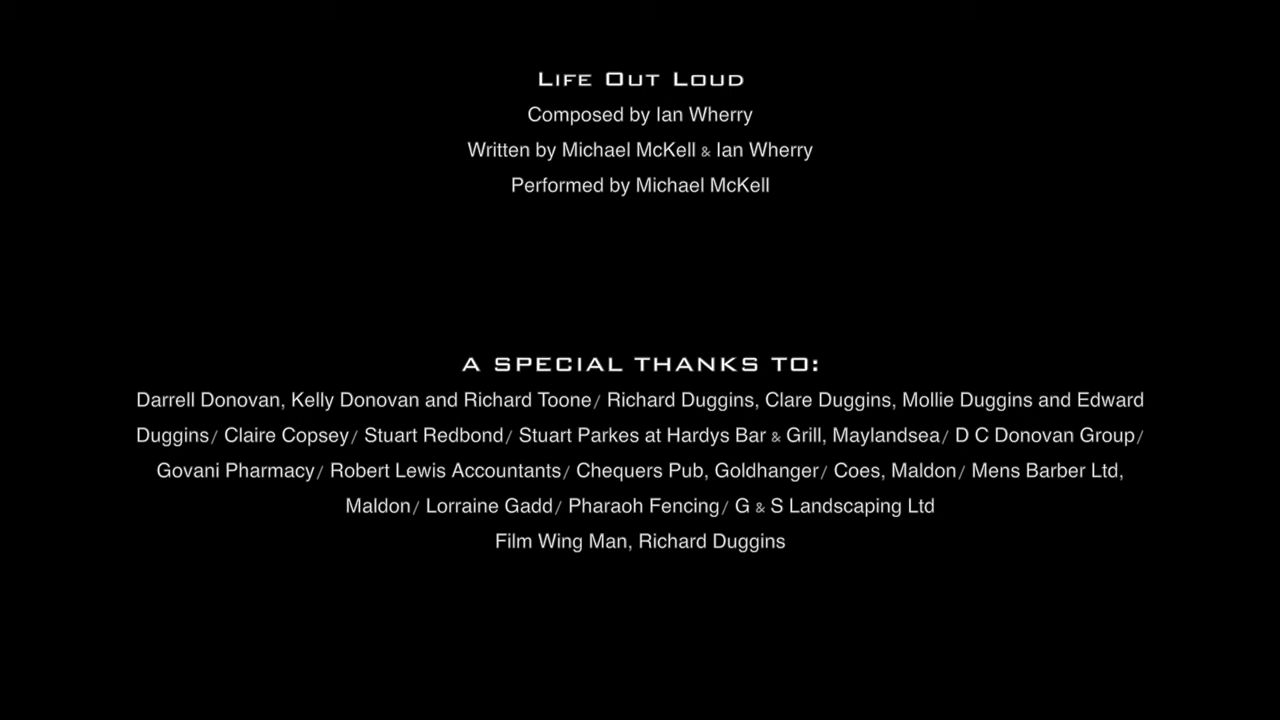 Life Out Loud
Composed by Ian Wherry
Written by Michael McKell & Ian Wherry
Performed by Michael McKell
A SPECIAL THANKS TO:
Darrell Donovan, Kelly Donovan and Richard Toone/ Richard Duggins, Clare Duggins, Mollie Duggins and Edward
Duggins/ Claire Copsey/ Stuart Redbond/ Stuart Parkes at Hardys Bar & Grill, Maylandsea/ D C Donovan Group/
Govani Pharmacy/ Robert Lewis Accountants/ Chequers Pub, Goldhanger/ Coes, Maldon/ Mens Barber Ltd,
Maldon/ Lorraine Gadd/ Pharaoh Fencing/ G & S Landscaping Ltd
Film Wing Man, Richard Duggins